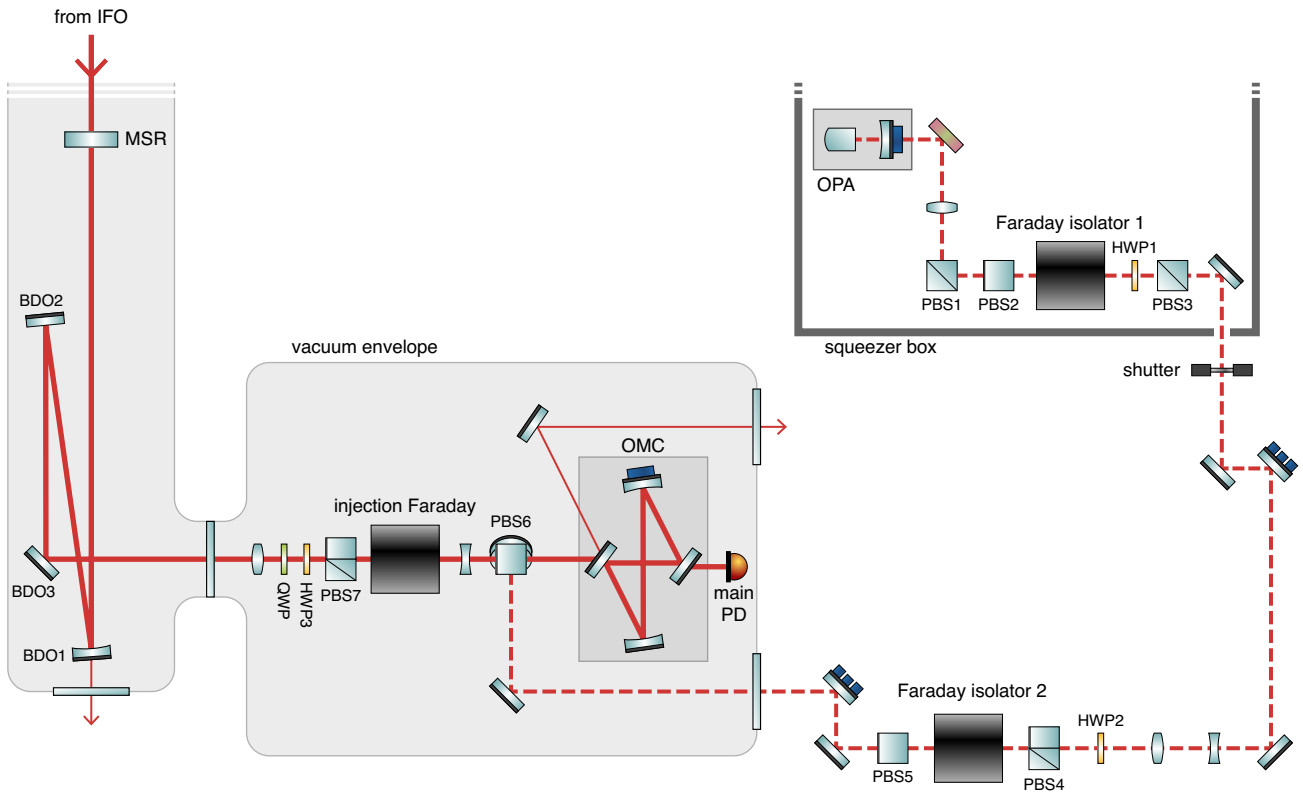 from IFO
MSR
OPA
Faraday isolator 1
HWP1
PBS1
PBS2
PBS3
BDO2
vacuum envelope
squeezer box
shutter
OMC
injection Faraday
PBS6
BDO3
QWP
HWP3
PBS7
main
PD
BDO1
Faraday isolator 2
HWP2
PBS5
PBS4